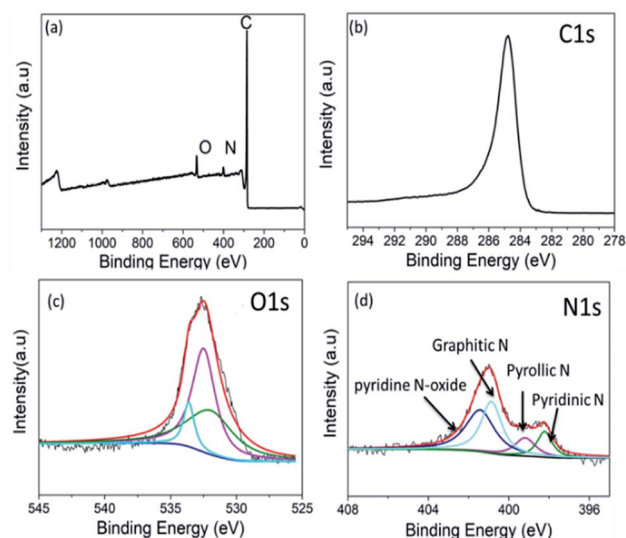 (a)
C
O N
Intensity (a.u)
1200 1000 800 600 400 200 0
Binding Energy (eV)
(b)
C1s
Intensity (a.u)
294 292 290 288 286 284 282 280 278
Binding Energy (eV)
(c)
O1s
Intensity(a.u)
545 540 535 530 525
Binding Energy (eV)
(d)
N1s
Graphitic N
Pyrollic N
pyridine N-oxide
Pyridinic N
Intensity (a.u)
408 404 400 396
Binding Energy (eV)